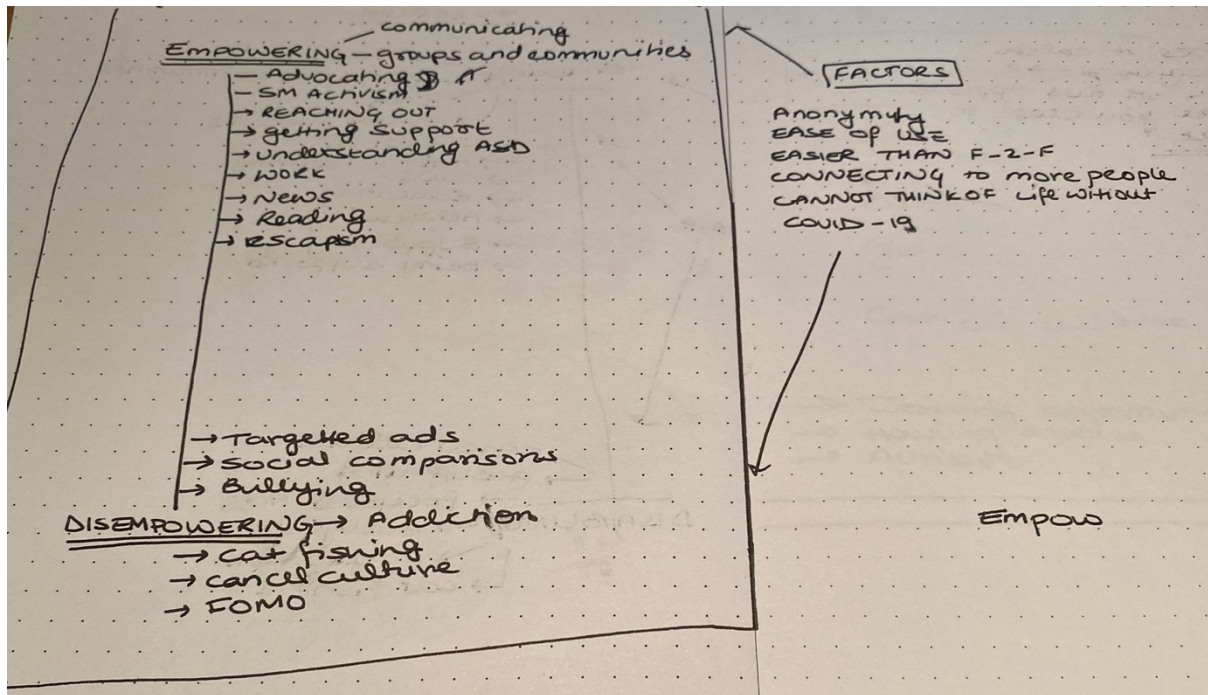 communicating
EMPOWERING – groups and communities
– Advocating
– SM Activism
→ REACHING OUT
→ getting support
→ understanding ASD
→ WORK
→ News
→ Reading
→ Escapism
→ Targetted ads
→ Social comparisons
→ Bullying
DISEMPOWERING → Addiction
→ cat fishing
→ cancel culture
→ FOMO
FACTORS
Anonymity
EASE OF USE
EASIER THAN F-2-F
CONNECTING to more people
CANNOT THINK OF Life without
COVID-19
Empow